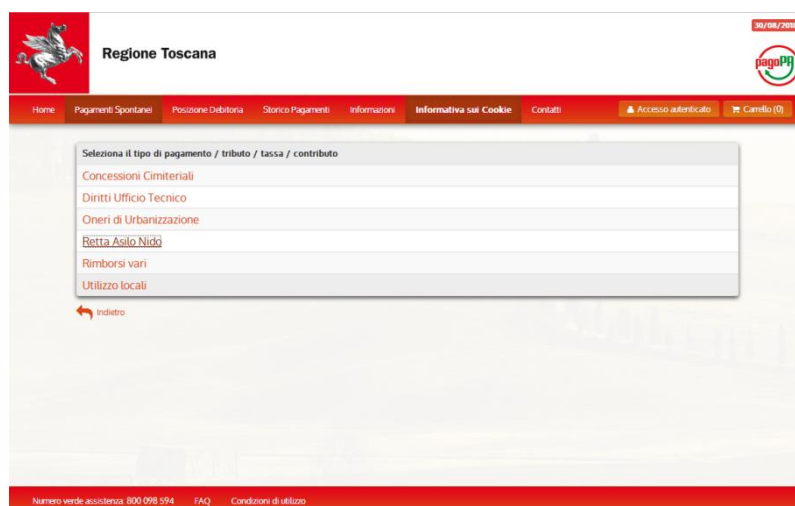 30/08/201
Regione Toscana
pagoPA
Home Pagamenti Spontanei Posizione Debitoria Storico Pagamenti Informazioni Informativa sui Cookie Contatti Accesso autenticato Carrello (0)
Seleziona il tipo di pagamento / tributo / tassa / contributo
Concessioni Cimiteriali
Diritti Ufficio Tecnico
Oneri di Urbanizzazione
Retta Asilo Nido
Rimborsi vari
Utilizzo locali
Indietro
Numero verde assistenza: 800 098 594 FAQ Condizioni di utilizzo